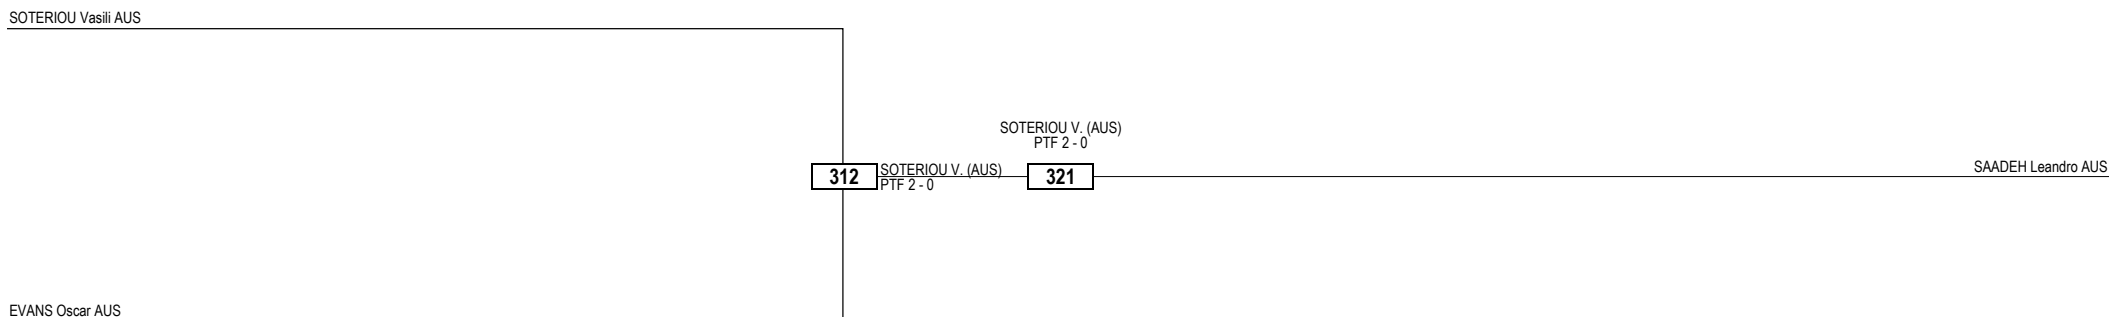 SOTERIOU Vasili AUS
SOTERIOU V. (AUS)
PTF 2 - 0
312
SOTERIOU V. (AUS)
PTF 2 - 0
321
SAADEH Leandro AUS
EVANS Oscar AUS